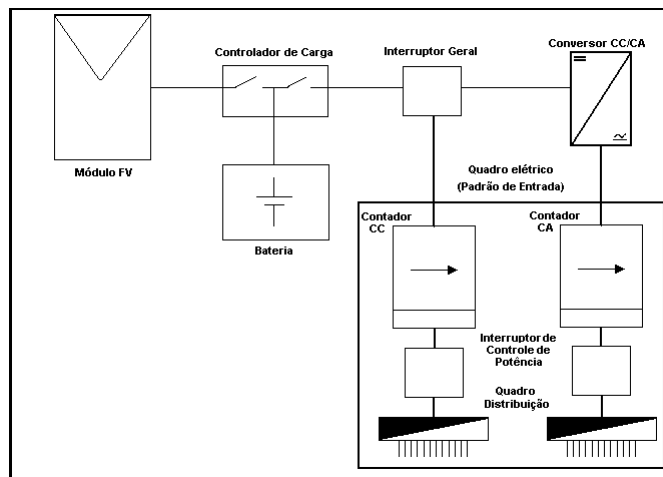 Controlador de Carga
Interruptor Geral
Conversor CC/CA
Módulo FV
Bateria
Quadro elétrico
(Padrão de Entrada)
Contador
CC
Contador
CA
Interruptor de
Controle de
Potência
Quadro
Distribuição